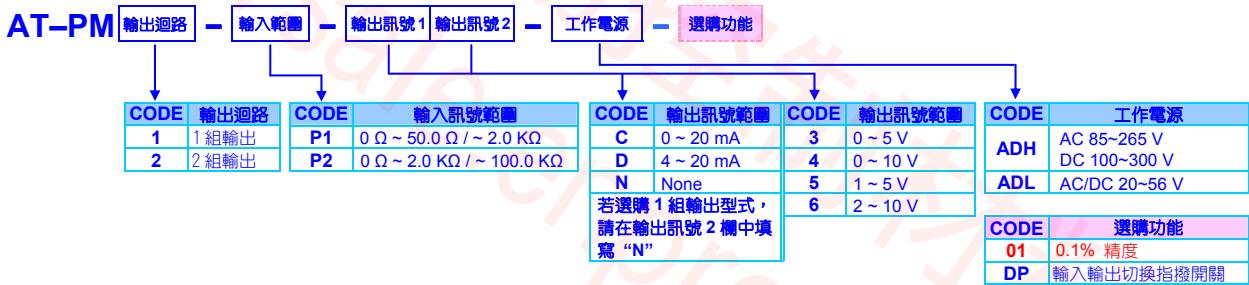 AT–PM 輸出迴路 – 輸入範圍 – 輸出訊號1 輸出訊號2 – 工作電源 – 選購功能
CODE 輸出迴路
1 1組輸出
2 2組輸出
CODE 輸入訊號範圍
P1 0 Ω ~ 50.0 Ω / ~ 2.0 KΩ
P2 0 Ω ~ 2.0 KΩ / ~ 100.0 KΩ
CODE 輸出訊號範圍
C 0 ~ 20 mA
D 4 ~ 20 mA
N None
若選購1組輸出型式，
請在輸出訊號2欄中填
寫 “N”
CODE 輸出訊號範圍
3 0 ~ 5 V
4 0 ~ 10 V
5 1 ~ 5 V
6 2 ~ 10 V
CODE 工作電源
ADH AC 85~265 V
DC 100~300 V
ADL AC/DC 20~56 V
CODE 選購功能
01 0.1% 精度
DP 輸入輸出切換指撥開關